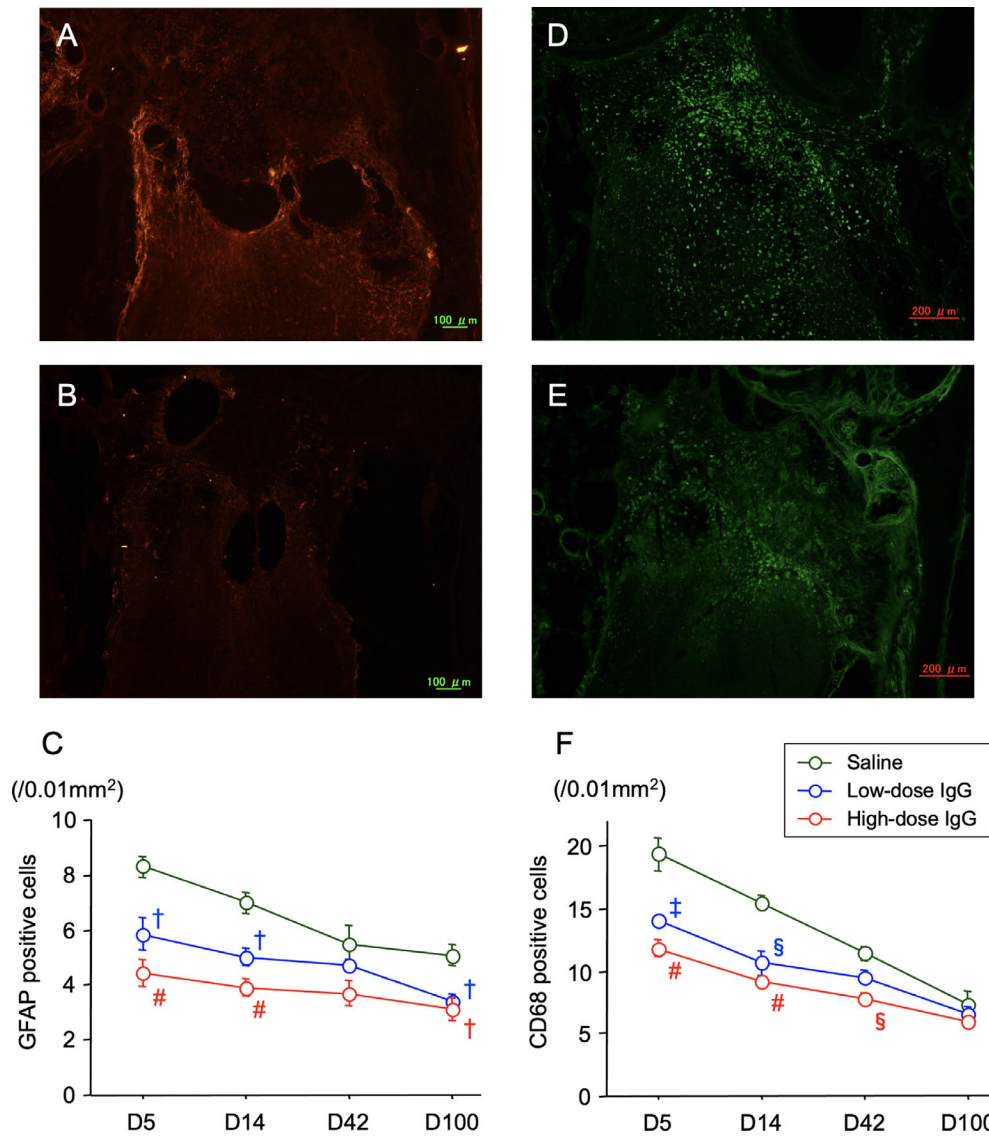 A
100 μm
D
200 μm
B
100 μm
E
200 μm
C
(/0.01mm²)
GFAP positive cells
10
8
6
4
2
0
†
†
†
#
#
†
D5
D14
D42
D100
F
(/0.01mm²)
Saline
Low-dose IgG
High-dose IgG
CD68 positive cells
20
15
10
5
0
‡
§
#
#
§
D5
D14
D42
D100